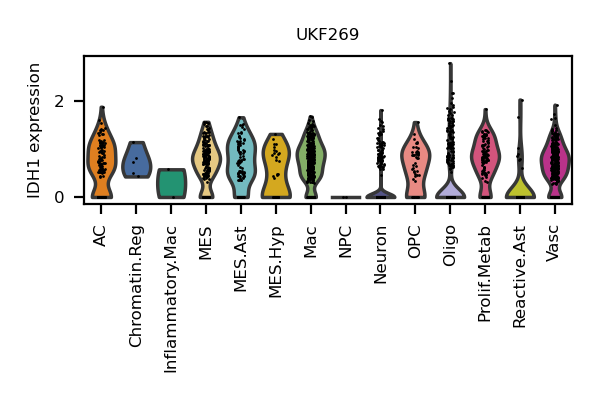 UKF269
IDH1 expression
2
0
AC
Chromatin.Reg
Inflammatory.Mac
MES
MES.Ast
MES.Hyp
Mac
NPC
Neuron
OPC
Oligo
Prolif.Metab
Reactive.Ast
Vasc